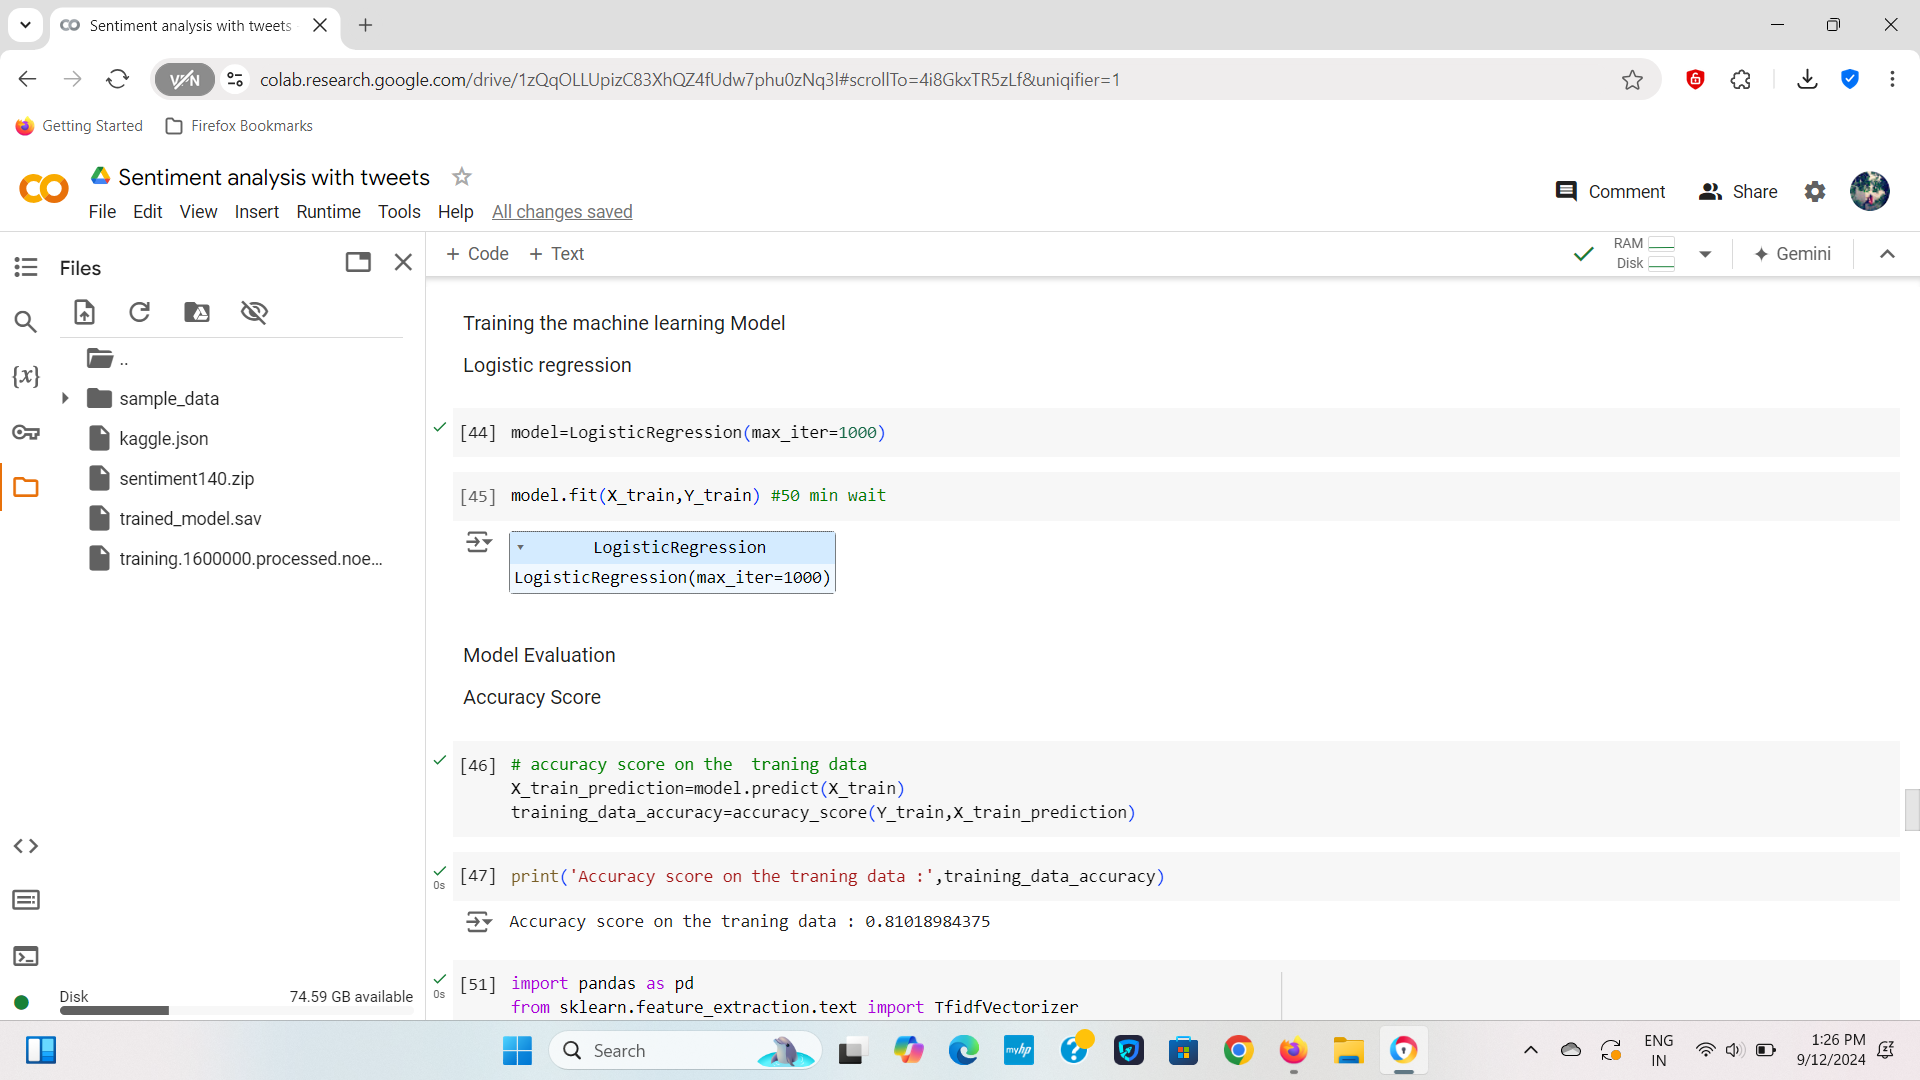 Sentiment analysis with tweets
VPN
colab.research.google.com/drive/1zQqOLLUpizC83XhQZ4fUdw7phu0zNq3l#scrollTo=4i8GkxTR5zLf&uniqifier=1
Getting Started
Firefox Bookmarks
Sentiment analysis with tweets
Comment
Share
File Edit View Insert Runtime Tools Help All changes saved
Files
+ Code + Text
RAM
Disk
Gemini
..
sample_data
kaggle.json
sentiment140.zip
trained_model.sav
training.1600000.processed.noe...
{x}
Disk
74.59 GB available
Training the machine learning Model
Logistic regression
[44] model=LogisticRegression(max_iter=1000)
[45] model.fit(X_train,Y_train) #50 min wait
LogisticRegression
LogisticRegression(max_iter=1000)
Model Evaluation
Accuracy Score
[46] # accuracy score on the  traning data
X_train_prediction=model.predict(X_train)
training_data_accuracy=accuracy_score(Y_train,X_train_prediction)
0s
[47] print('Accuracy score on the traning data :',training_data_accuracy)
Accuracy score on the traning data : 0.81018984375
0s
[51] import pandas as pd
from sklearn.feature_extraction.text import TfidfVectorizer
Search
myhp
ENG
IN
1:26 PM
9/12/2024